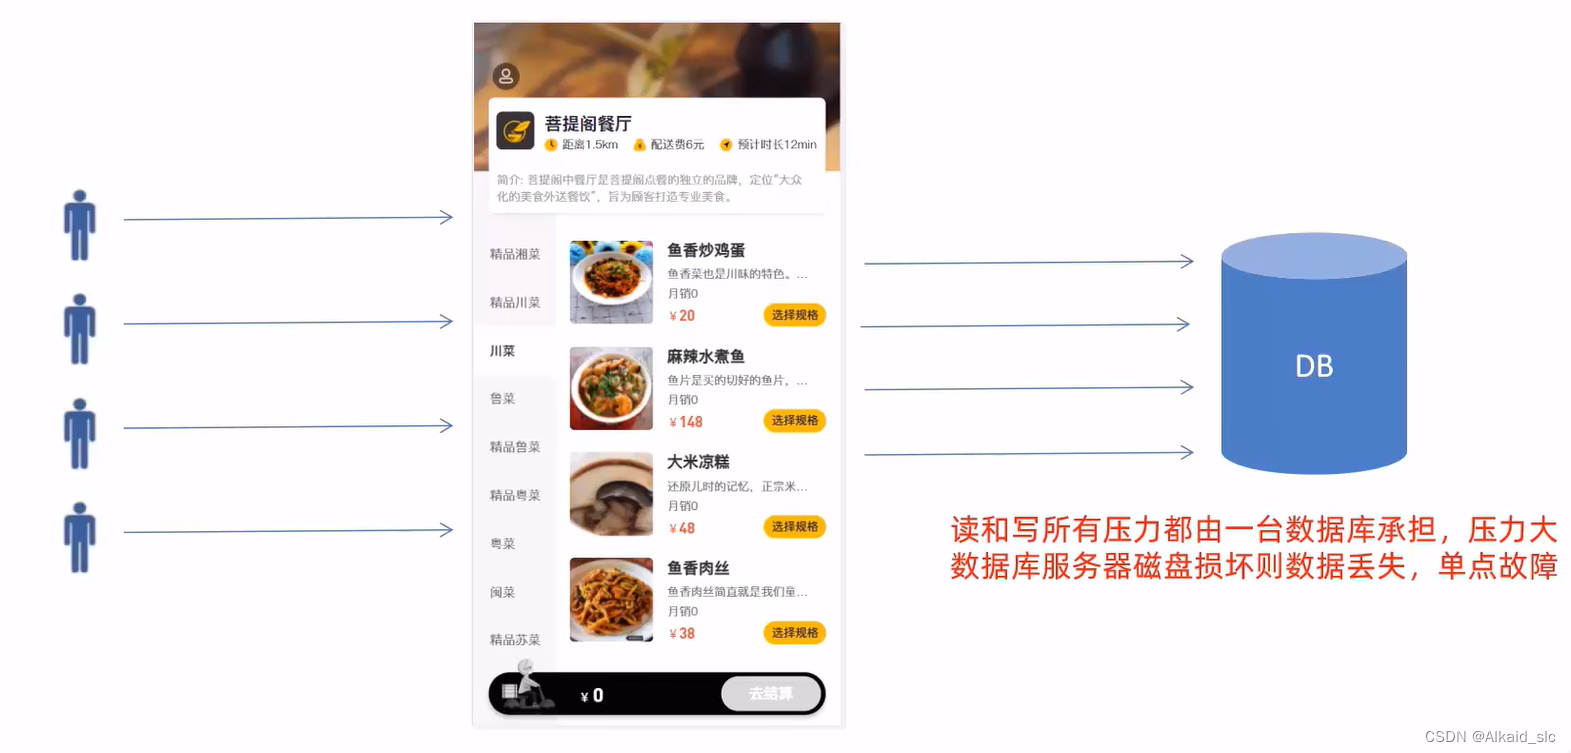 菩提阁餐厅
距离1.5km 配送费6元 预计时长12min
简介: 菩提阁中餐厅是菩提阁点餐的独立的品牌，定位“大众
化的美食外送餐饮”，旨为顾客打造专业美食。
精品湘菜
精品川菜
川菜
鲁菜
精品鲁菜
精品粤菜
粤菜
闽菜
精品苏菜
鱼香炒鸡蛋
鱼香菜也是川味的特色。...
月销0
¥20 选择规格
麻辣水煮鱼
鱼片是买的切好的鱼片，...
月销0
¥148 选择规格
大米凉糕
还原儿时的记忆，正宗米...
月销0
¥48 选择规格
鱼香肉丝
鱼香肉丝简直就是我们童...
月销0
¥38 选择规格
¥0 去结算
DB
读和写所有压力都由一台数据库承担，压力大
数据库服务器磁盘损坏则数据丢失，单点故障
CSDN @Alkaid_slc